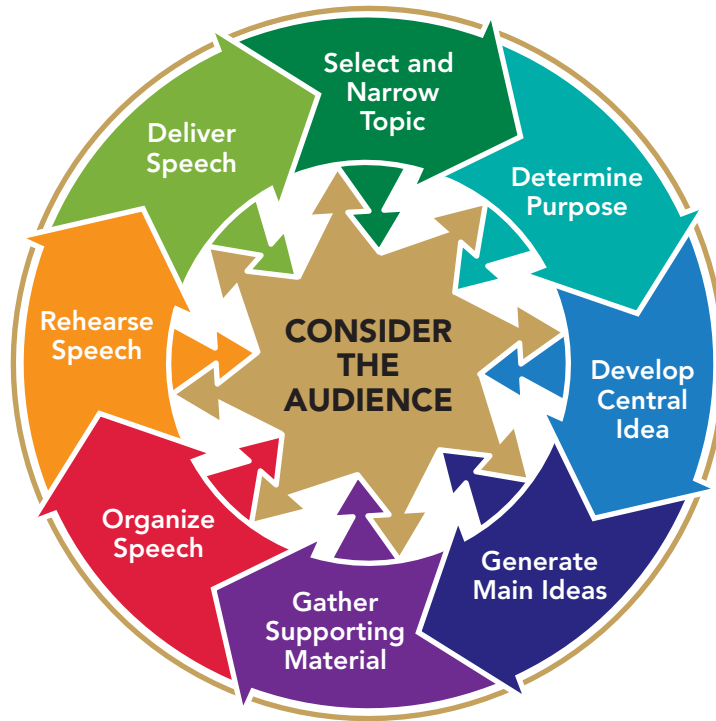 Select and
Narrow
Topic
Determine
Purpose
Develop
Central
Idea
Generate
Main Ideas
Gather
Supporting
Material
Organize
Speech
Rehearse
Speech
Deliver
Speech
CONSIDER
THE
AUDIENCE